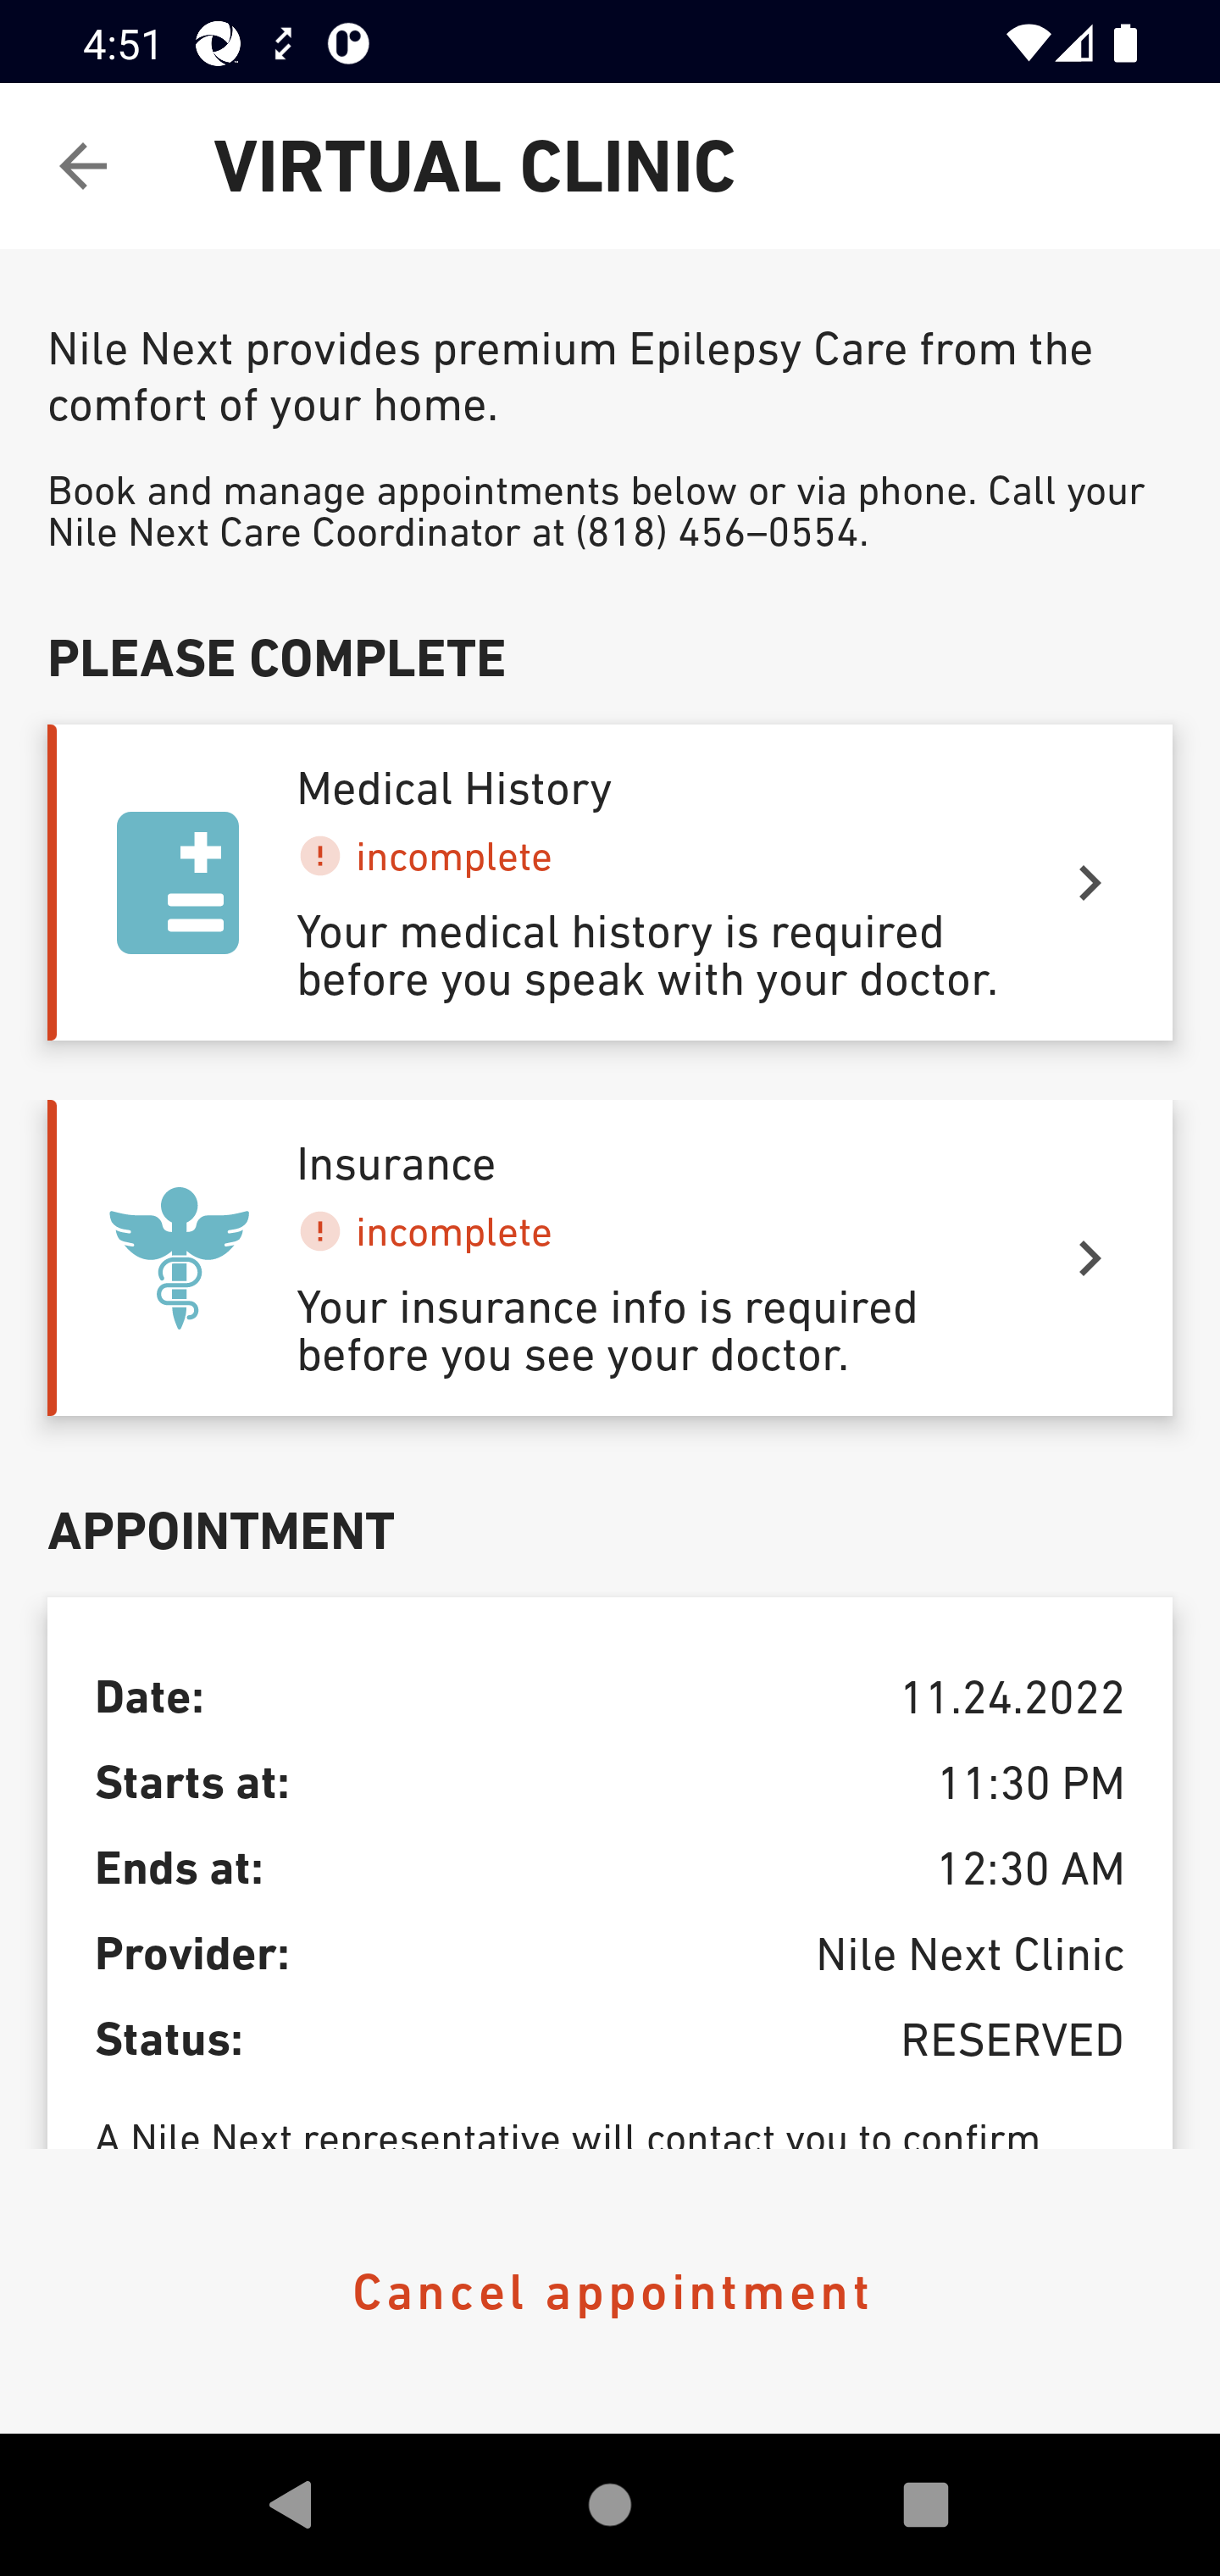 4:51
VIRTUAL CLINIC
Nile Next provides premium Epilepsy Care from the
comfort of your home.
Book and manage appointments below or via phone. Call your
Nile Next Care Coordinator at (818) 456–0554.
PLEASE COMPLETE
Medical History
! incomplete
Your medical history is required
before you speak with your doctor.
Insurance
! incomplete
Your insurance info is required
before you see your doctor.
APPOINTMENT
Date: 11.24.2022
Starts at: 11:30 PM
Ends at: 12:30 AM
Provider: Nile Next Clinic
Status: RESERVED
A Nile Next representative will contact you to confirm
Cancel appointment